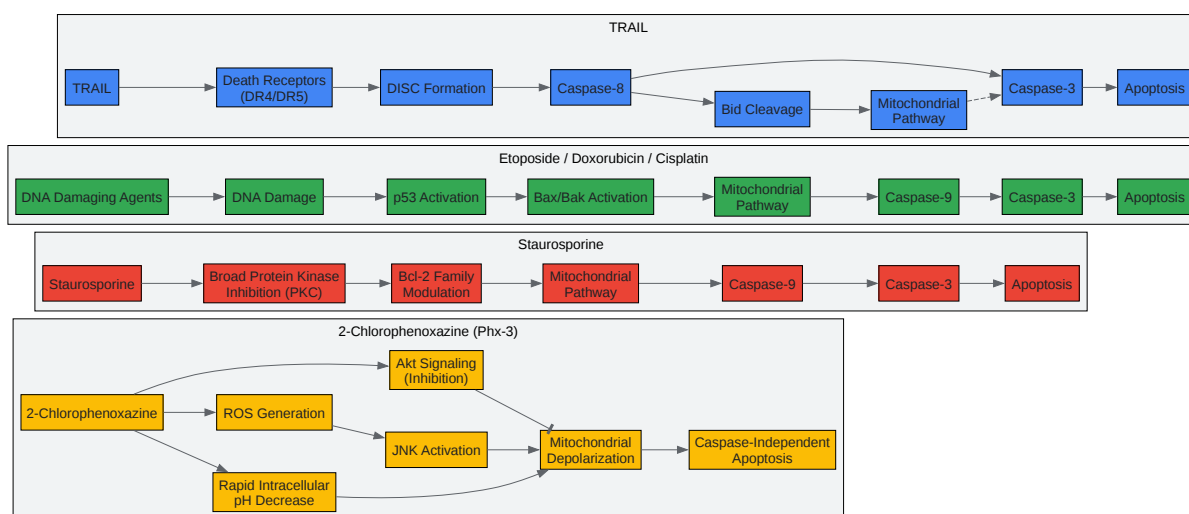 TRAIL
TRAIL
Death Receptors
(DR4/DR5)
DISC Formation
Caspase-8
Bid Cleavage
Mitochondrial
Pathway
Caspase-3
Apoptosis
Etoposide / Doxorubicin / Cisplatin
DNA Damaging Agents
DNA Damage
p53 Activation
Bax/Bak Activation
Mitochondrial
Pathway
Caspase-9
Caspase-3
Apoptosis
Staurosporine
Staurosporine
Broad Protein Kinase
Inhibition (PKC)
Bcl-2 Family
Modulation
Mitochondrial
Pathway
Caspase-9
Caspase-3
Apoptosis
2-Chlorophenoxazine (Phx-3)
2-Chlorophenoxazine
Akt Signaling
(Inhibition)
ROS Generation
JNK Activation
Rapid Intracellular
pH Decrease
Mitochondrial
Depolarization
Caspase-Independent
Apoptosis